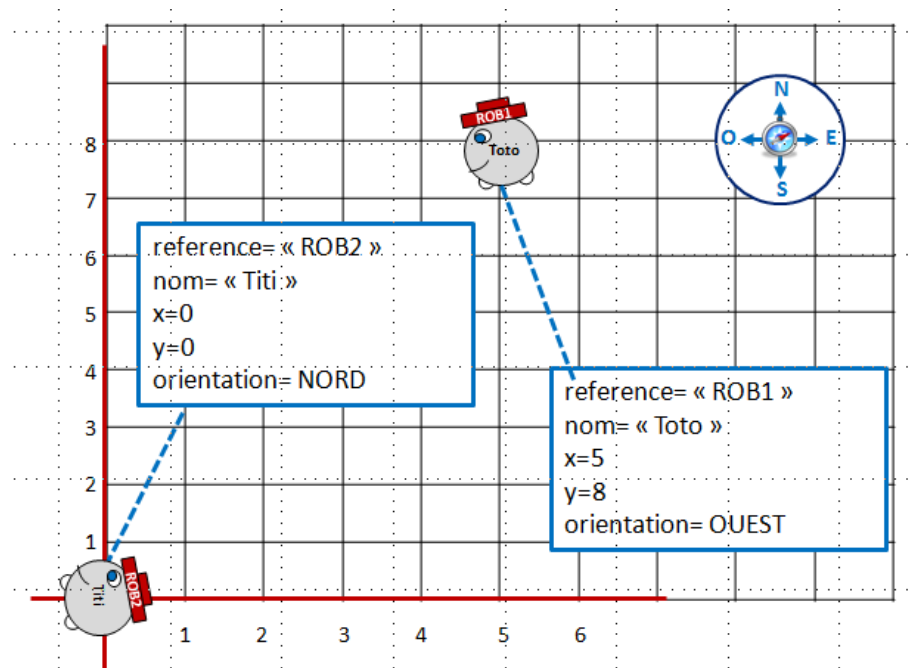 N
O E
S
ROB1
Toto
8
7
6
5
4
3
2
1
reference= « ROB2 »
nom= « Titi »
x=0
y=0
orientation= NORD
reference= « ROB1 »
nom= « Toto »
x=5
y=8
orientation= OUEST
Titi
ROB2
1 2 3 4 5 6